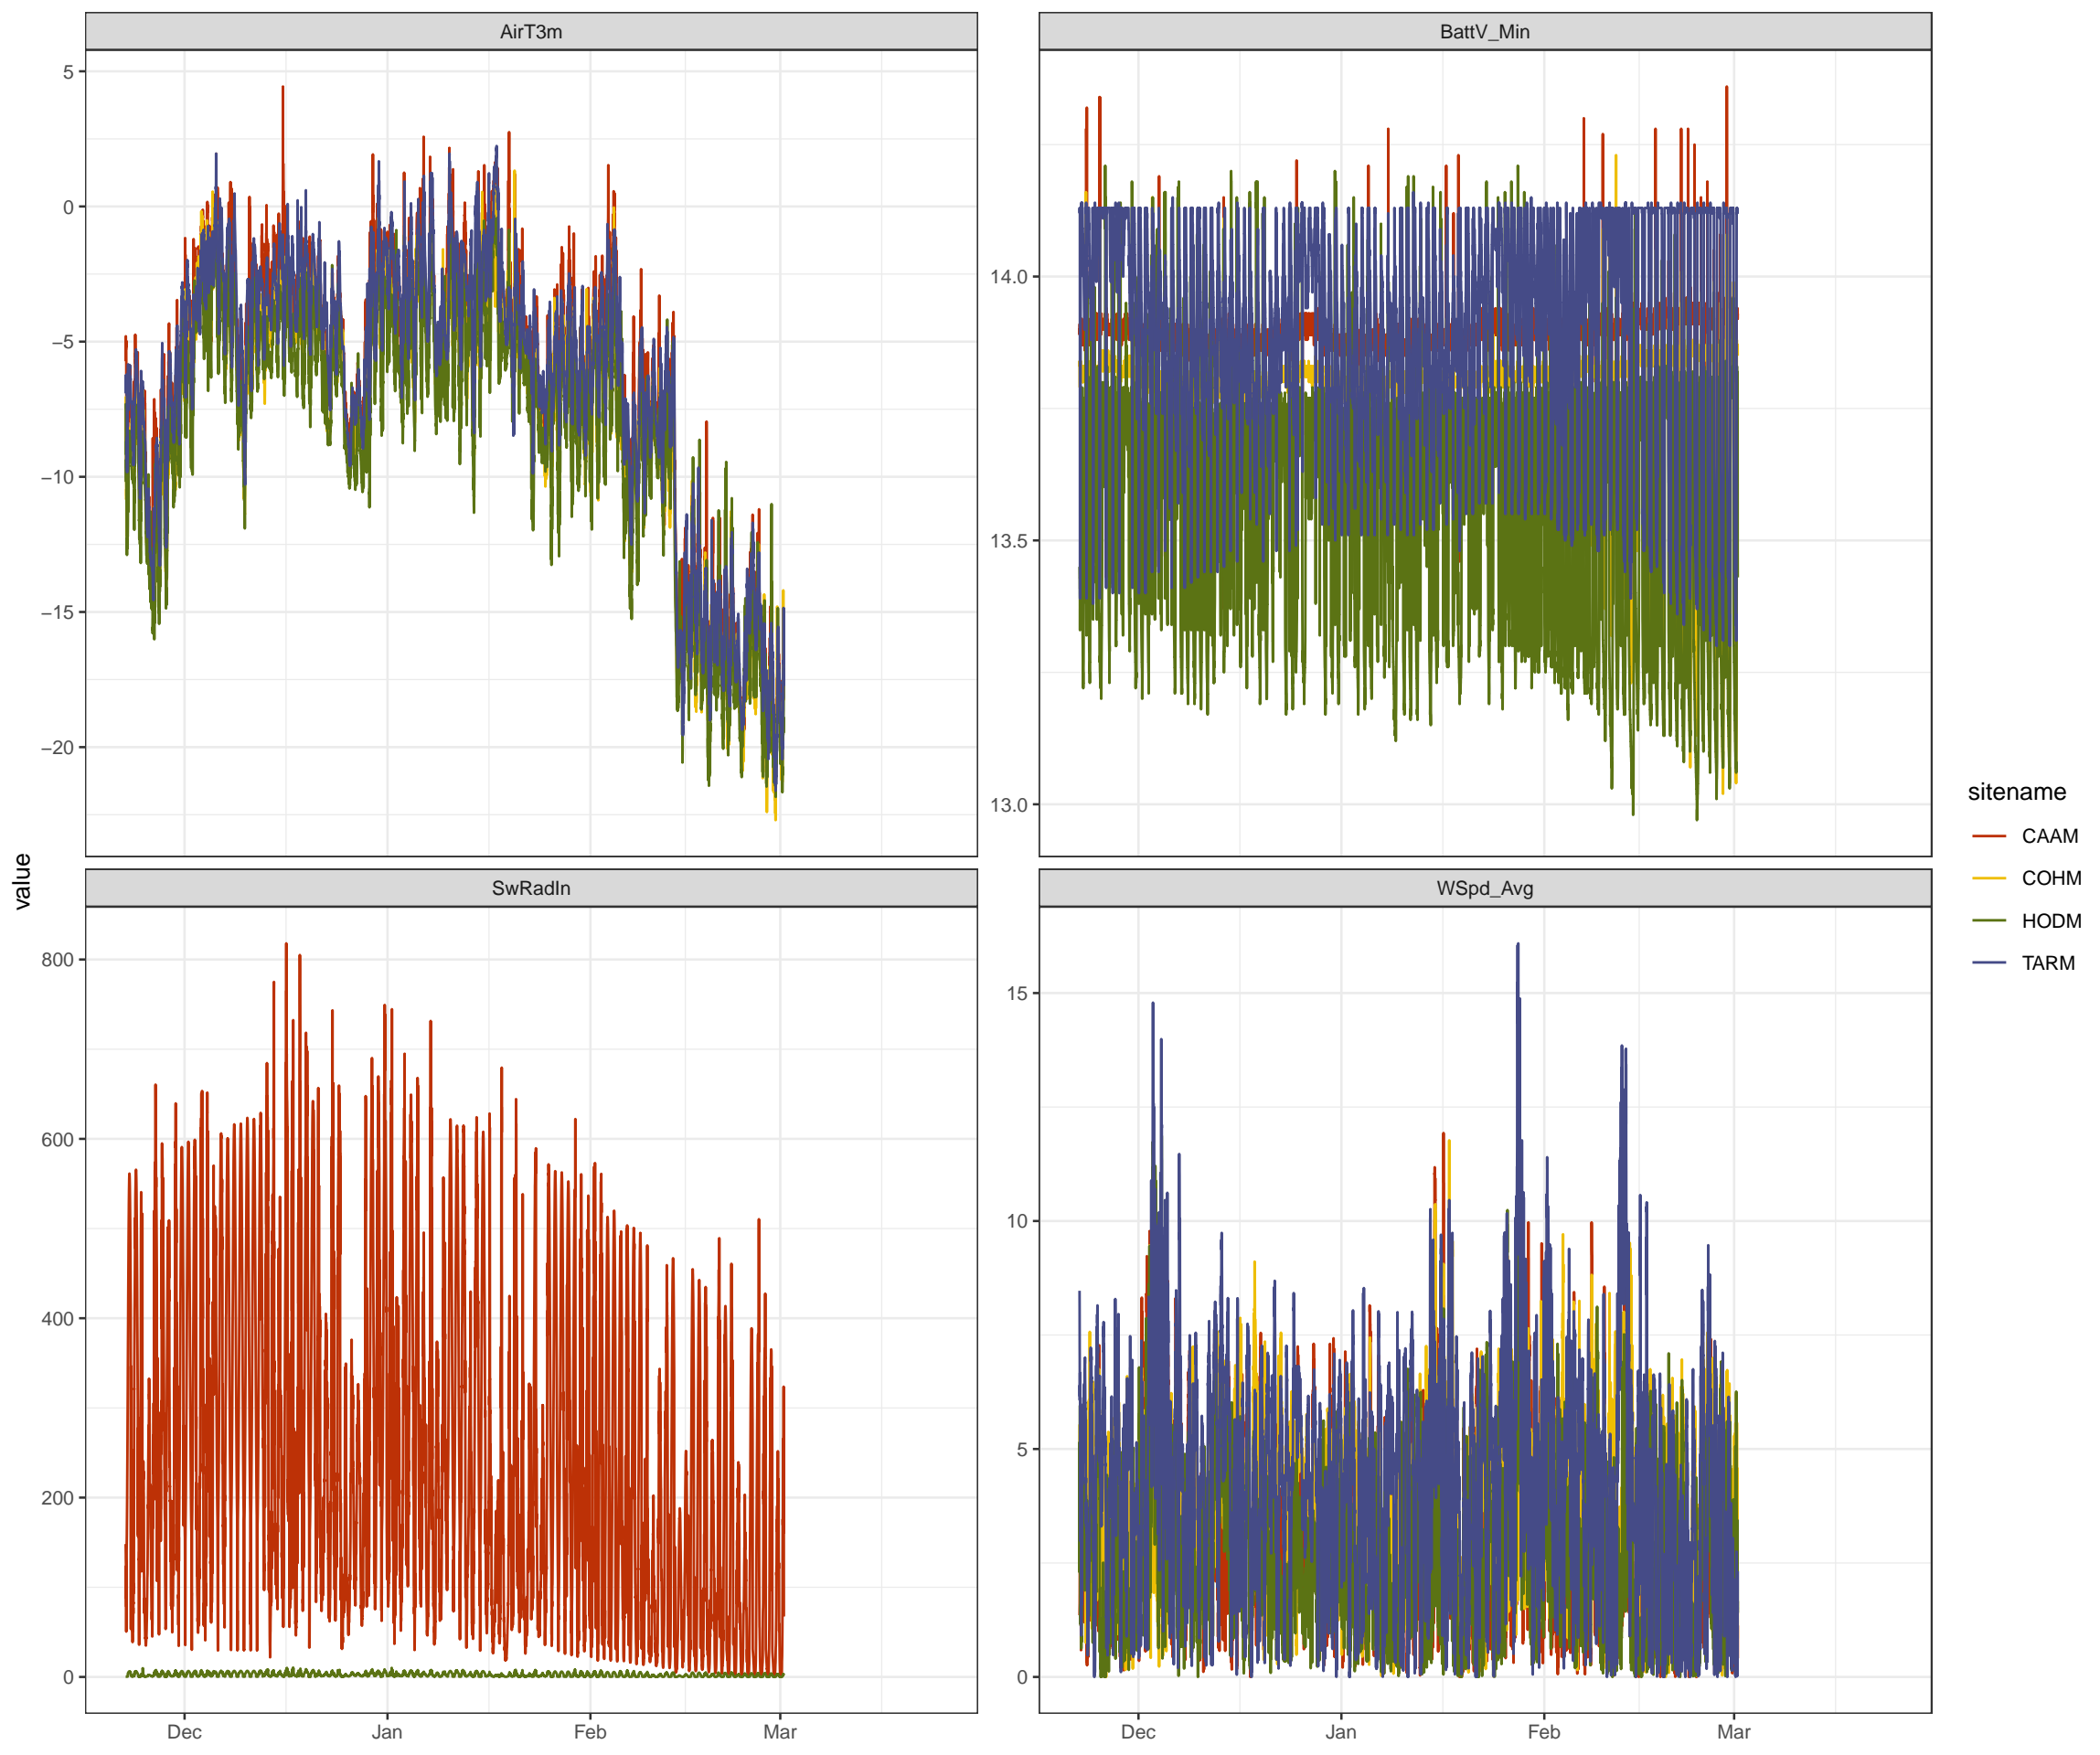 AirT3m
BattV_Min
5
0
−5
−10
−15
−20
14.0
13.5
13.0
value
SwRadIn
WSpd_Avg
800
600
400
200
0
15
10
5
0
Dec Jan Feb Mar
Dec Jan Feb Mar
sitename
CAAM
COHM
HODM
TARM